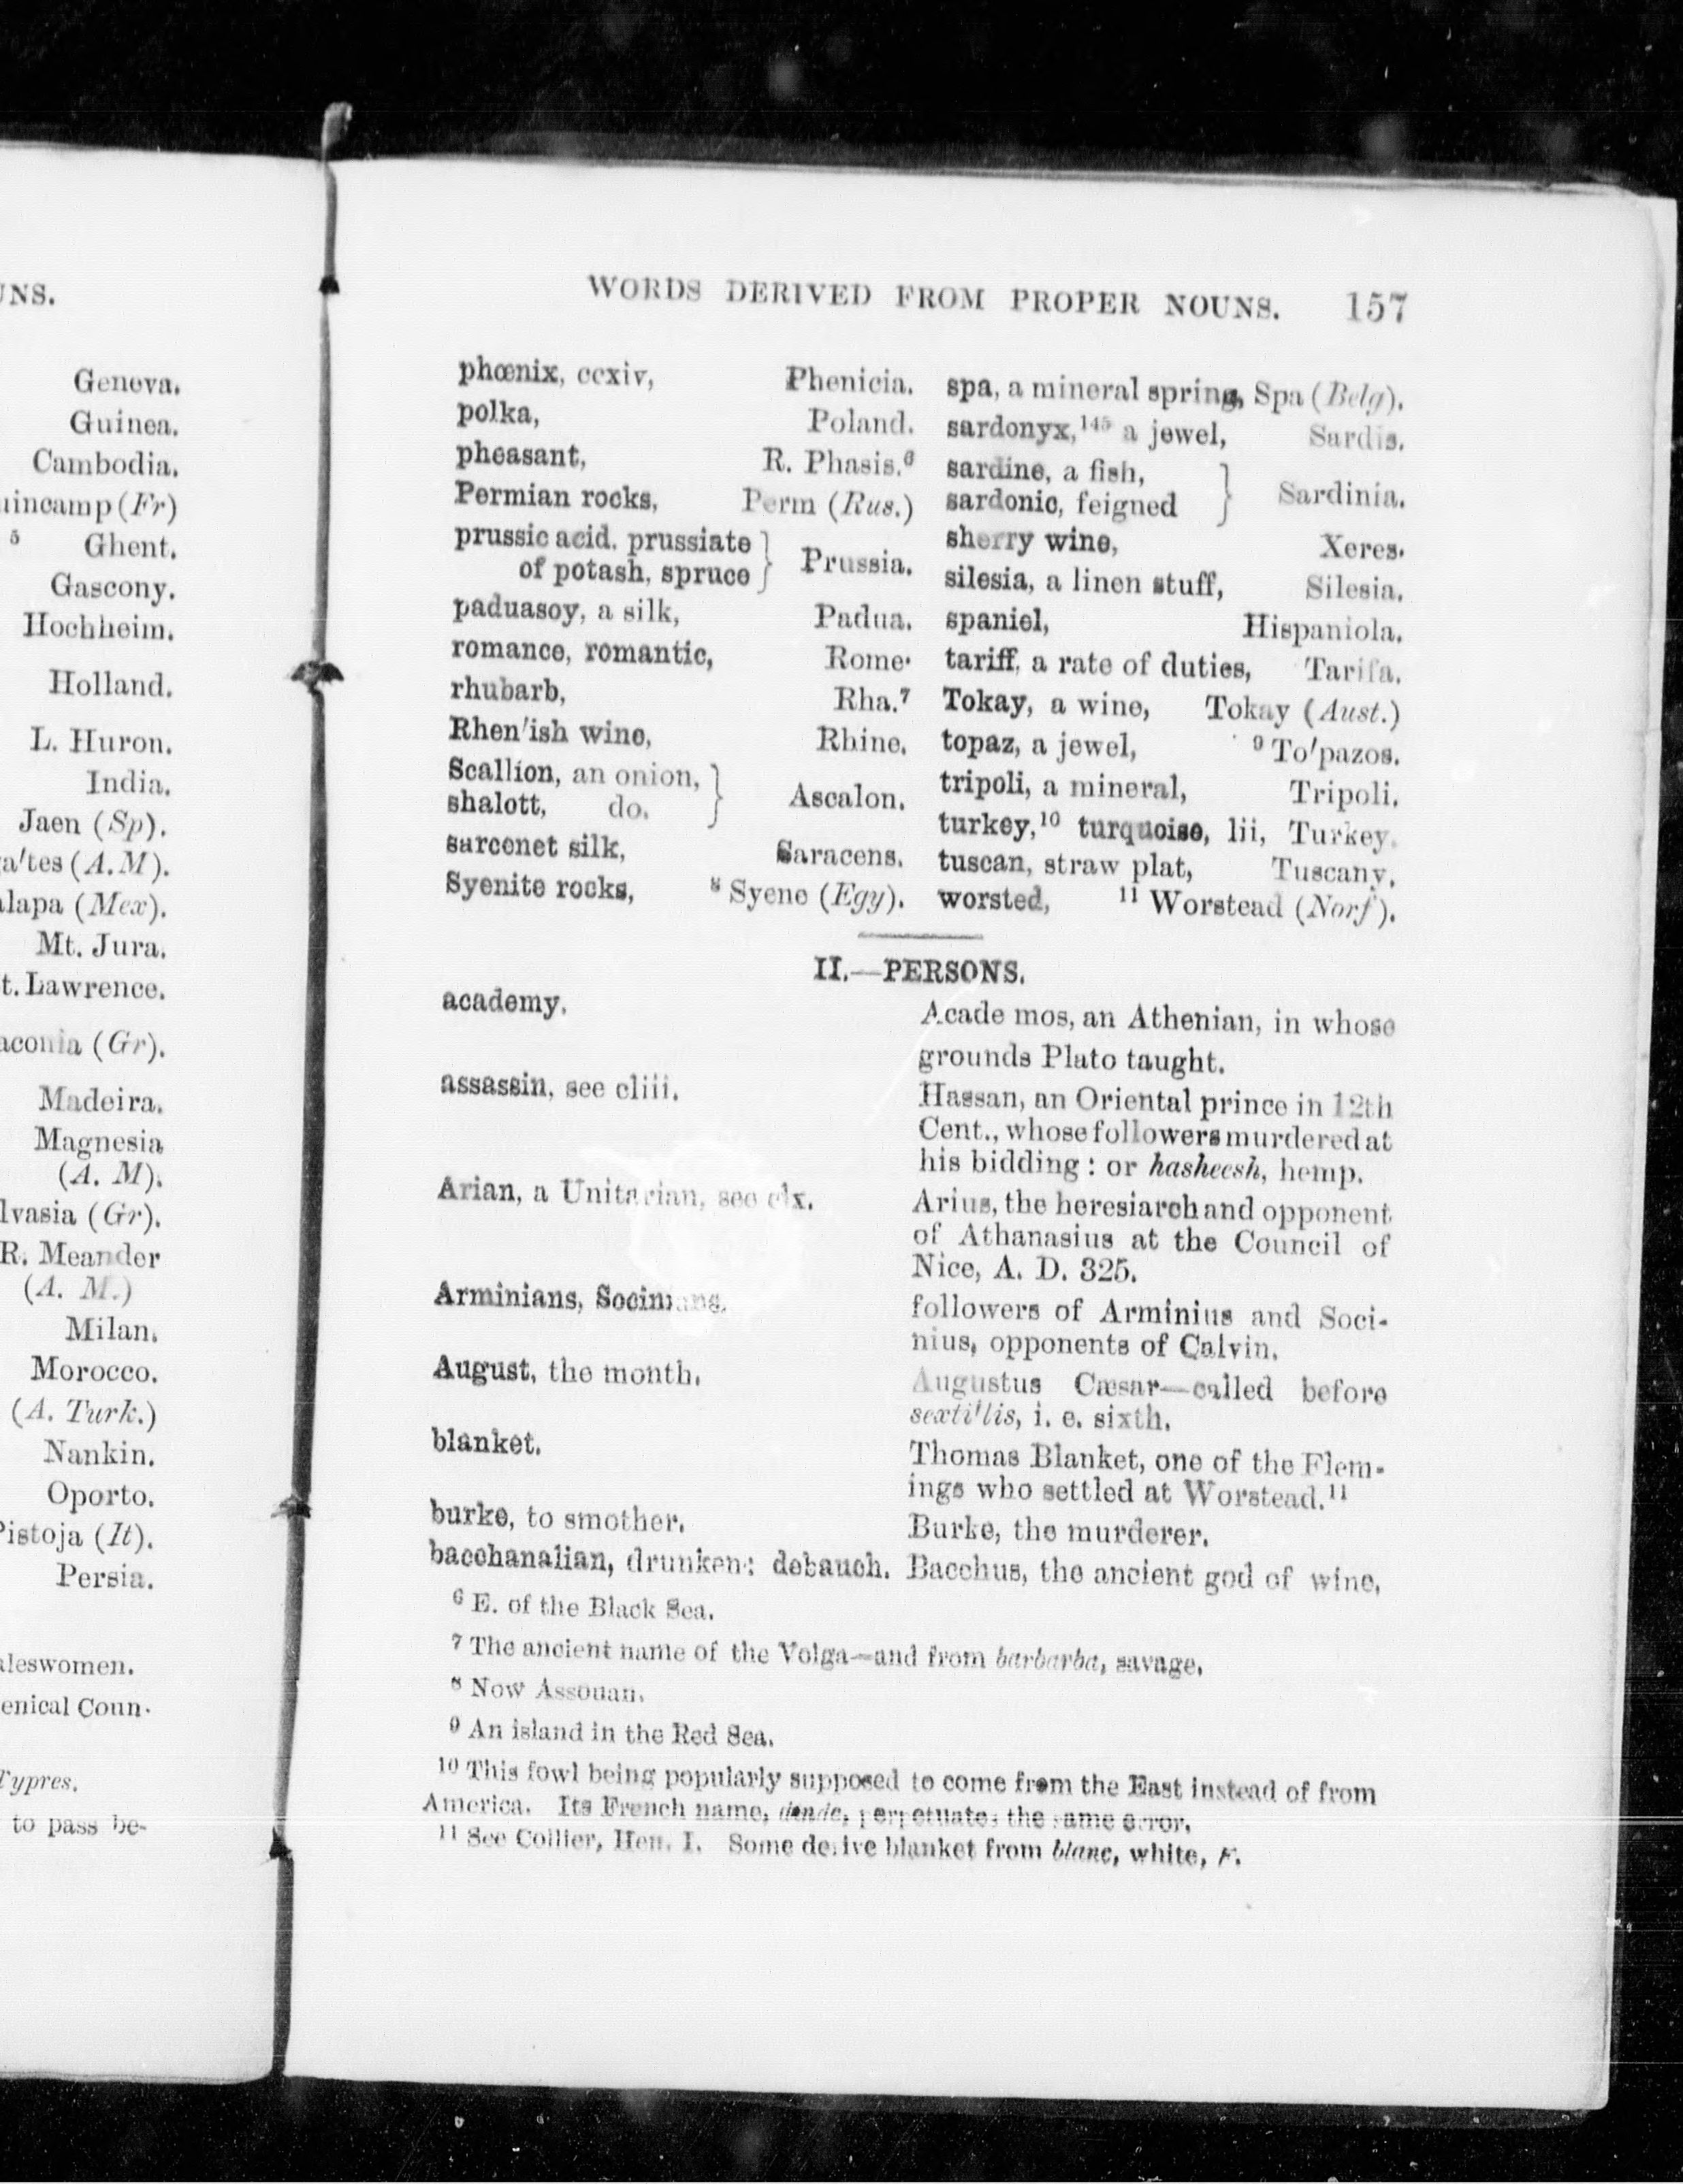 UNS.
Geneva.
Guinea.
Cambodia.
uincamp (Fr)
5 Ghent.
Gascony.
Hochheim.
Holland.
L. Huron.
India.
Jaen (Sp).
a'tes (A.M).
alapa (Mex).
Mt. Jura.
t. Lawrence.
aconia (Gr).
Madeira.
Magnesia
(A. M).
lvasia (Gr).
R. Meander
(A. M.)
Milan.
Morocco.
(A. Turk.)
Nankin.
Oporto.
Pistoja (It).
Persia.
aleswomen.
enical Coun-
Typres.
to pass be-
WORDS DERIVED FROM PROPER NOUNS. 157
phœnix, ccxiv, Phenicia.
polka, Poland.
pheasant, R. Phasis.6
Permian rocks, Perm (Rus.)
prussic acid. prussiate
of potash, spruce } Prussia.
paduasoy, a silk, Padua.
romance, romantic, Rome.
rhubarb, Rha.7
Rhen'ish wine, Rhine.
Scallion, an onion,
shalott, do. } Ascalon.
sarcenet silk, Saracens.
Syenite rocks, 8 Syene (Egy).
spa, a mineral spring, Spa (Belg).
sardonyx,145 a jewel, Sardis.
sardine, a fish,
sardonic, feigned } Sardinia.
sherry wine, Xeres.
silesia, a linen stuff, Silesia.
spaniel, Hispaniola.
tariff, a rate of duties, Tarifa.
Tokay, a wine, Tokay (Aust.)
topaz, a jewel, 9 To'pazos.
tripoli, a mineral, Tripoli.
turkey,10 turquoise, lii, Turkey.
tuscan, straw plat, Tuscany.
worsted, 11 Worstead (Norf).
II.—PERSONS.
academy. Acade mos, an Athenian, in whose
grounds Plato taught.
assassin, see cliii. Hassan, an Oriental prince in 12th
Cent., whose followers murdered at
his bidding : or hasheesh, hemp.
Arian, a Unitarian, see clx. Arius, the heresiarch and opponent
of Athanasius at the Council of
Nice, A. D. 325.
Arminians, Socinians. followers of Arminius and Soci-
nius, opponents of Calvin.
August, the month. Augustus Cæsar—called before
sexti'lis, i. e. sixth.
blanket. Thomas Blanket, one of the Flem-
ings who settled at Worstead.11
burke, to smother. Burke, the murderer.
bacchanalian, drunken: debauch. Bacchus, the ancient god of wine,
6 E. of the Black Sea.
7 The ancient name of the Volga—and from barbarba, savage.
8 Now Assouan.
9 An island in the Red Sea.
10 This fowl being popularly supposed to come from the East instead of from
America. Its French name, dinde, perpetuates the same error.
11 See Collier, Hen. I. Some derive blanket from blanc, white, F.